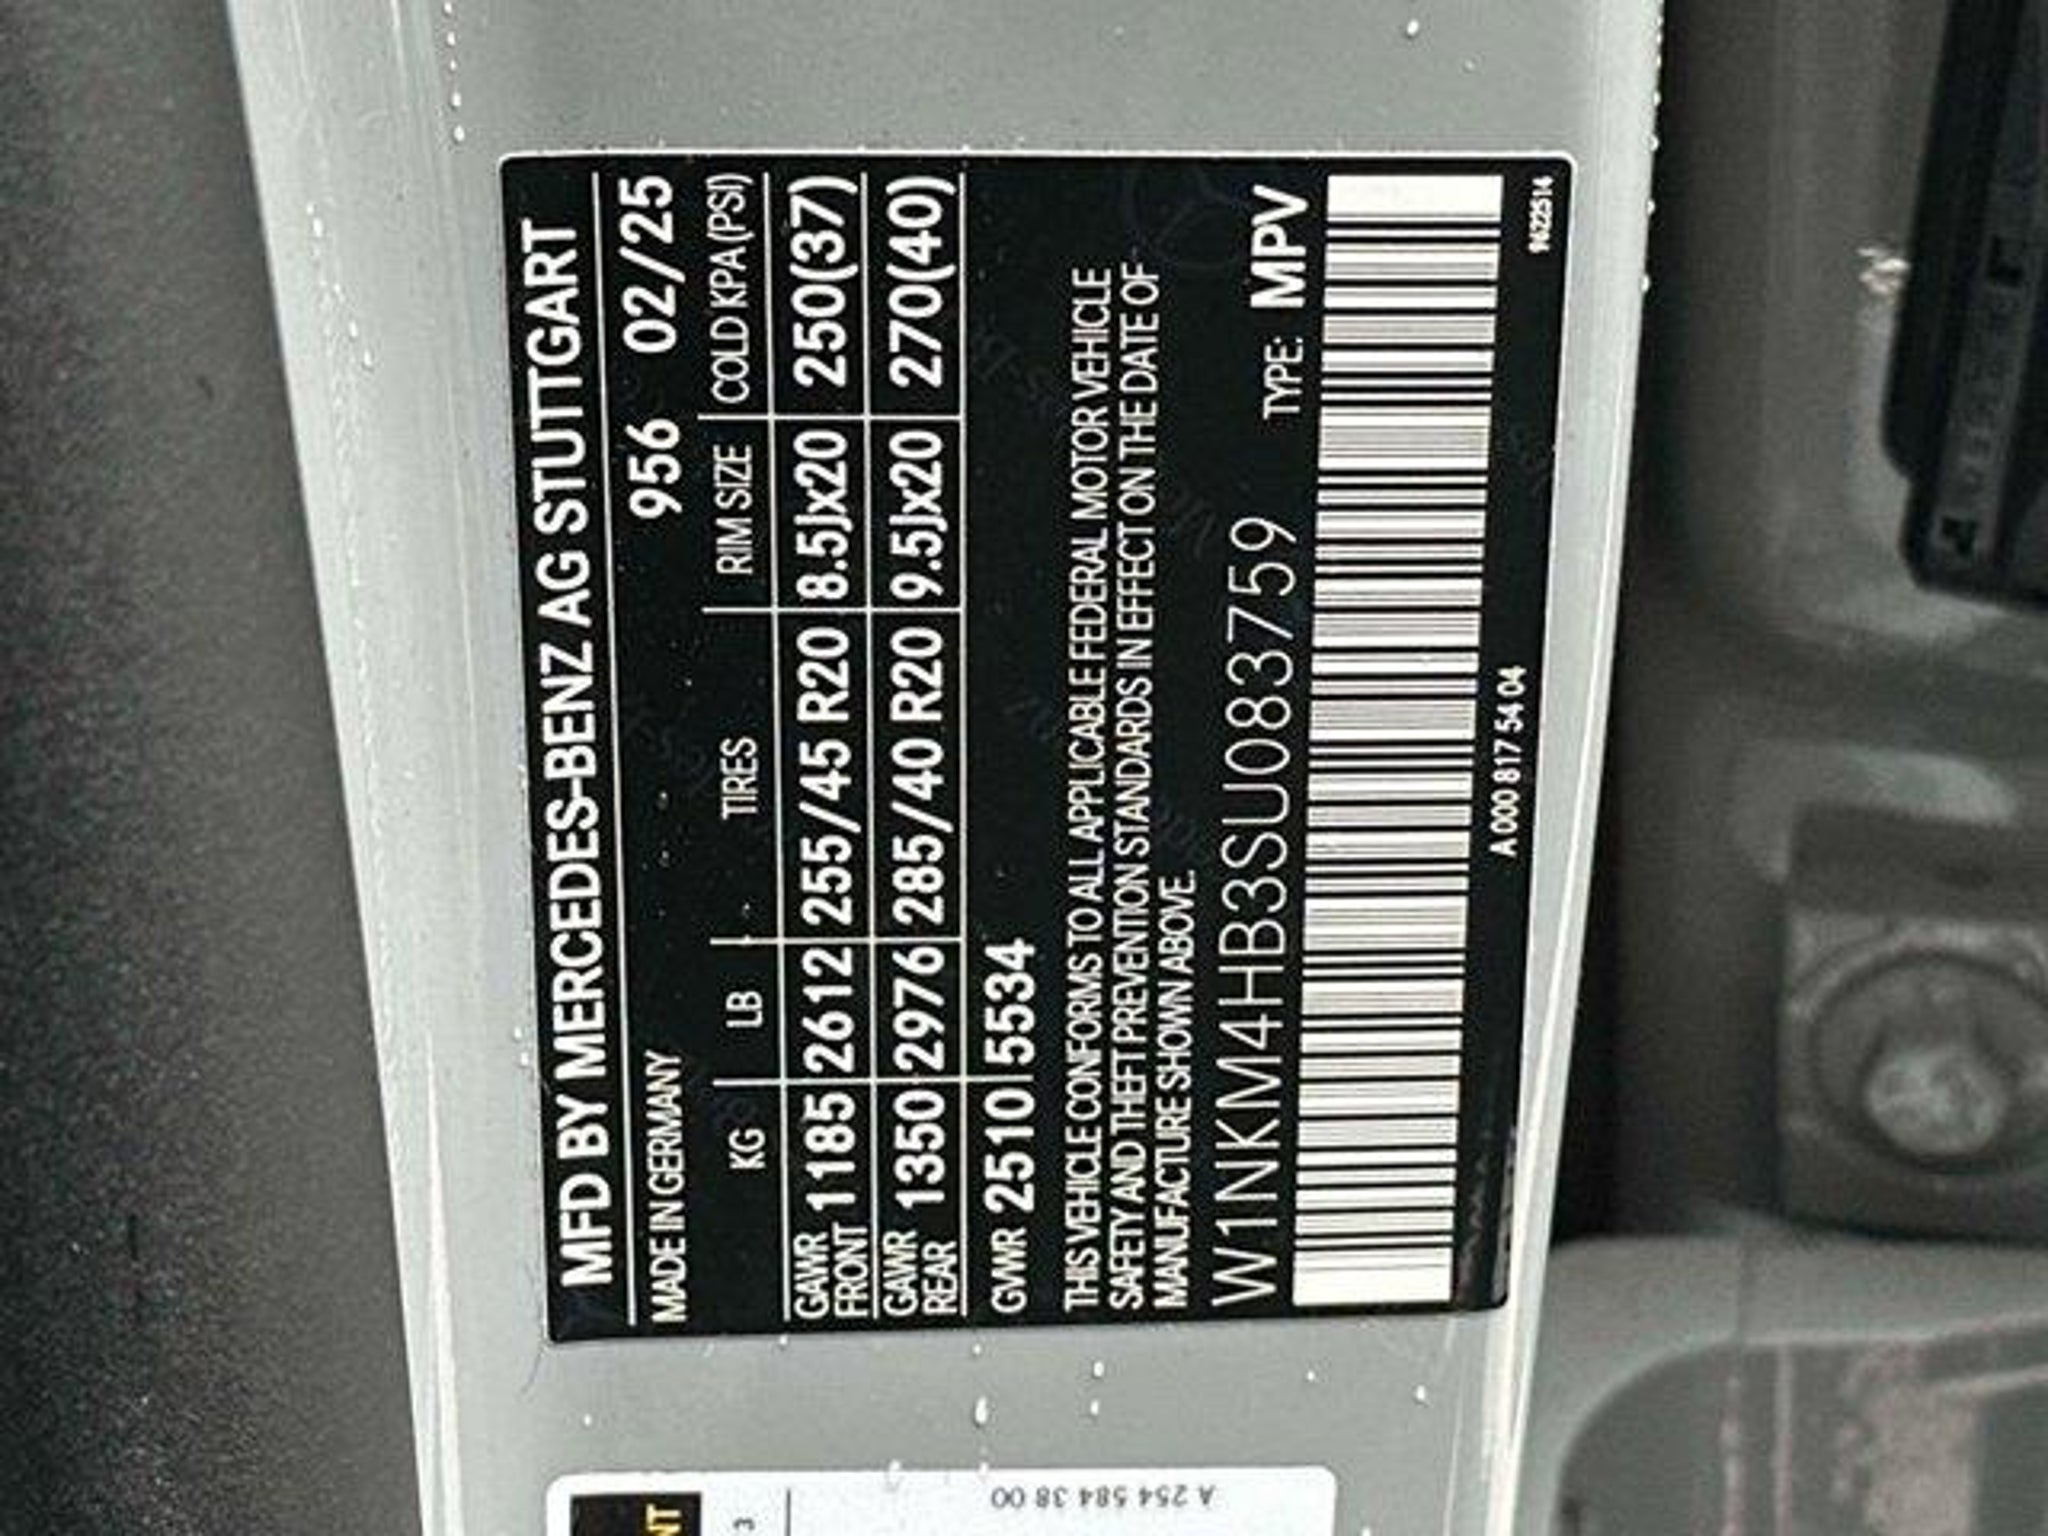 MFD BY MERCEDES-BENZ AG STUTTGART
MADE IN GERMANY 956 02/25
KG LB TIRES RIM SIZE COLD KPA (PSI)
GAWR FRONT 1185 2612 255/45 R20 8.5Jx20 250(37)
GAWR REAR 1350 2976 285/40 R20 9.5Jx20 270(40)
GVWR 2510 5534
THIS VEHICLE CONFORMS TO ALL APPLICABLE FEDERAL MOTOR VEHICLE
SAFETY AND THEFT PREVENTION STANDARDS IN EFFECT ON THE DATE OF
MANUFACTURE SHOWN ABOVE.
W1NKM4HB3SU083759 TYPE: MPV
A 000 817 54 04
1622514
A 254 584 38 00
NT
3